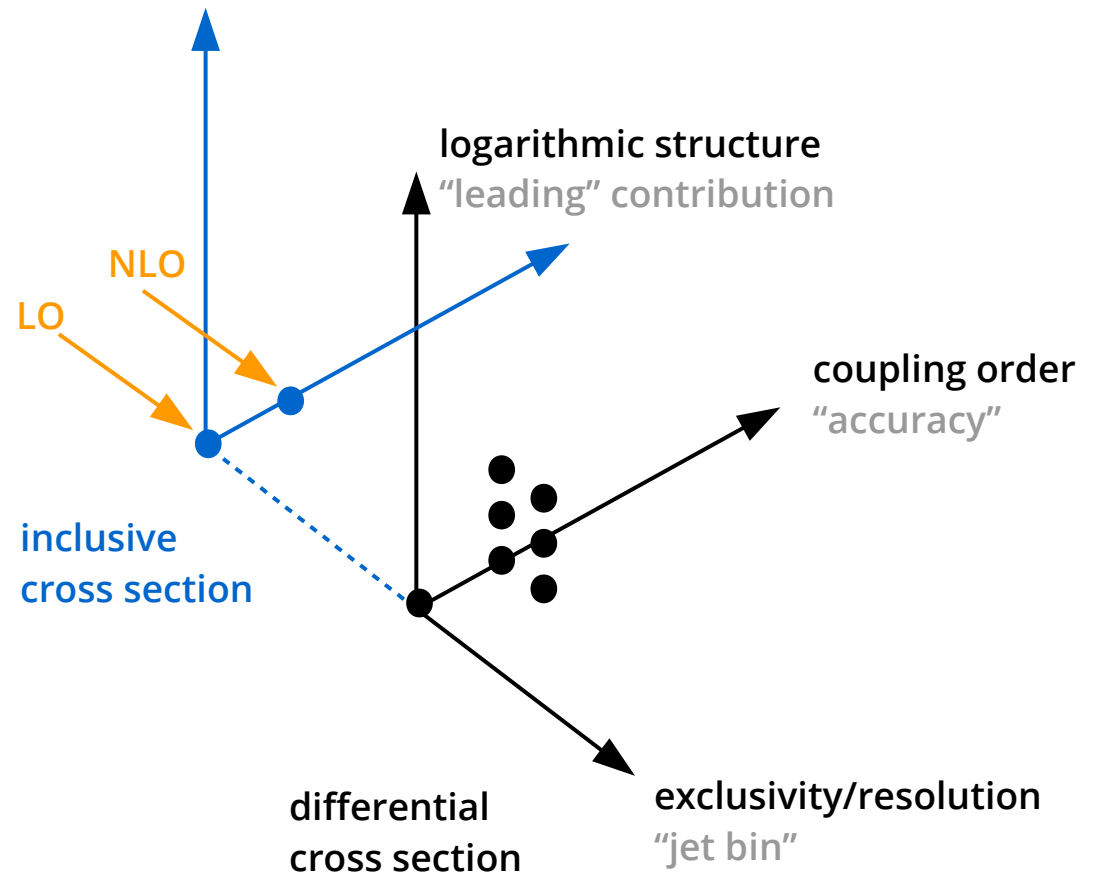 logarithmic structure
“leading” contribution
NLO
LO
coupling order
“accuracy”
inclusive
cross section
differential
cross section
exclusivity/resolution
“jet bin”